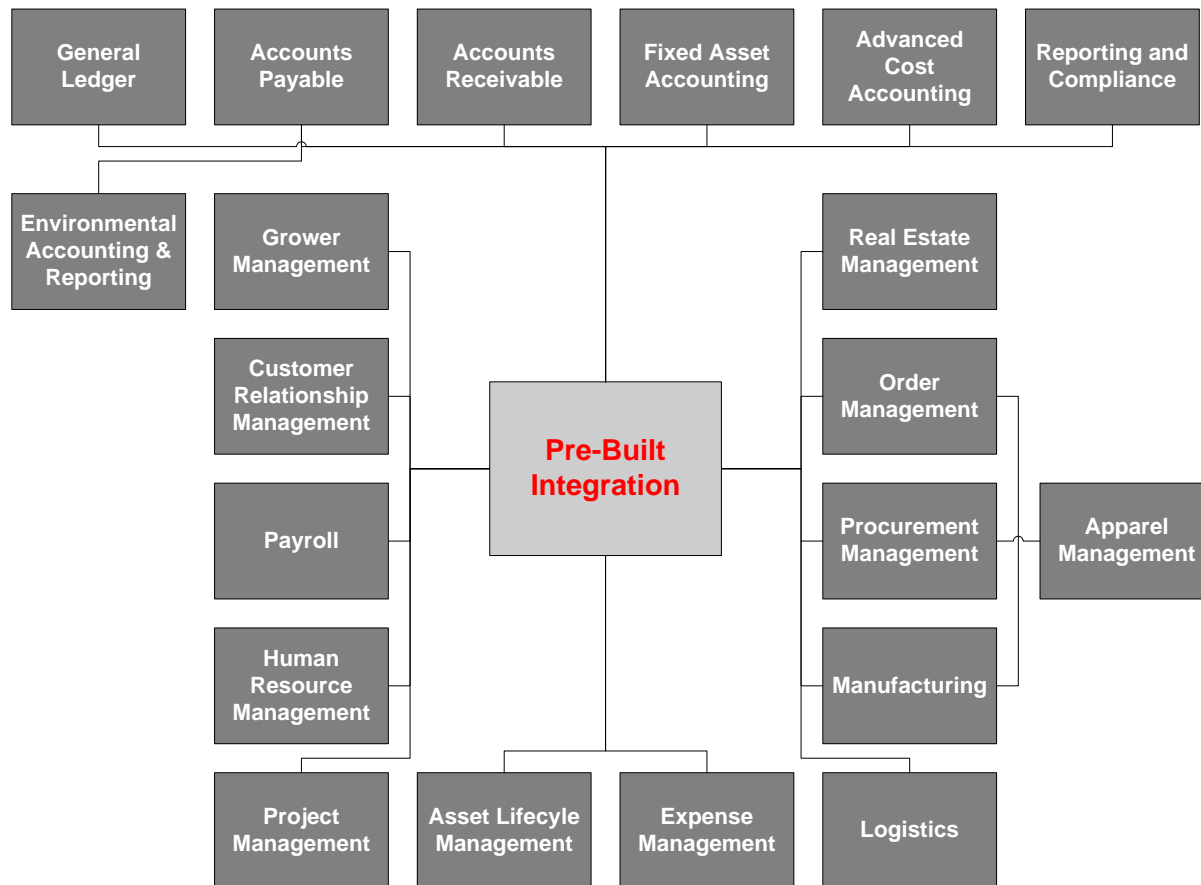 General
Ledger
Accounts
Payable
Accounts
Receivable
Fixed Asset
Accounting
Advanced
Cost
Accounting
Reporting and
Compliance
Environmental
Accounting &
Reporting
Grower
Management
Real Estate
Management
Customer
Relationship
Management
Order
Management
Pre-Built
Integration
Payroll
Procurement
Management
Apparel
Management
Human
Resource
Management
Manufacturing
Project
Management
Asset Lifecyle
Management
Expense
Management
Logistics